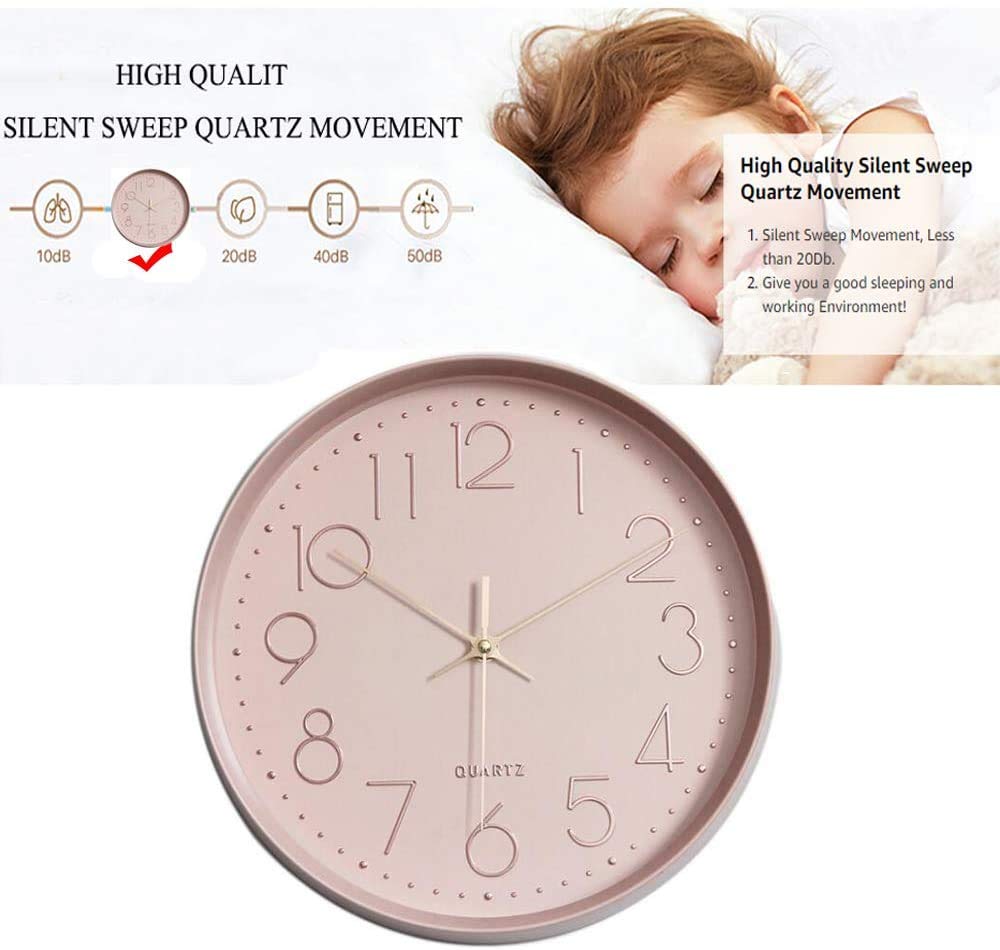 HIGH QUALIT
SILENT SWEEP QUARTZ MOVEMENT
10dB
20dB
40dB
50dB
High Quality Silent Sweep
Quartz Movement
1. Silent Sweep Movement, Less
than 20Db.
2. Give you a good sleeping and
working Environment!
12
1
2
3
4
5
6
7
8
9
10
11
QUARTZ